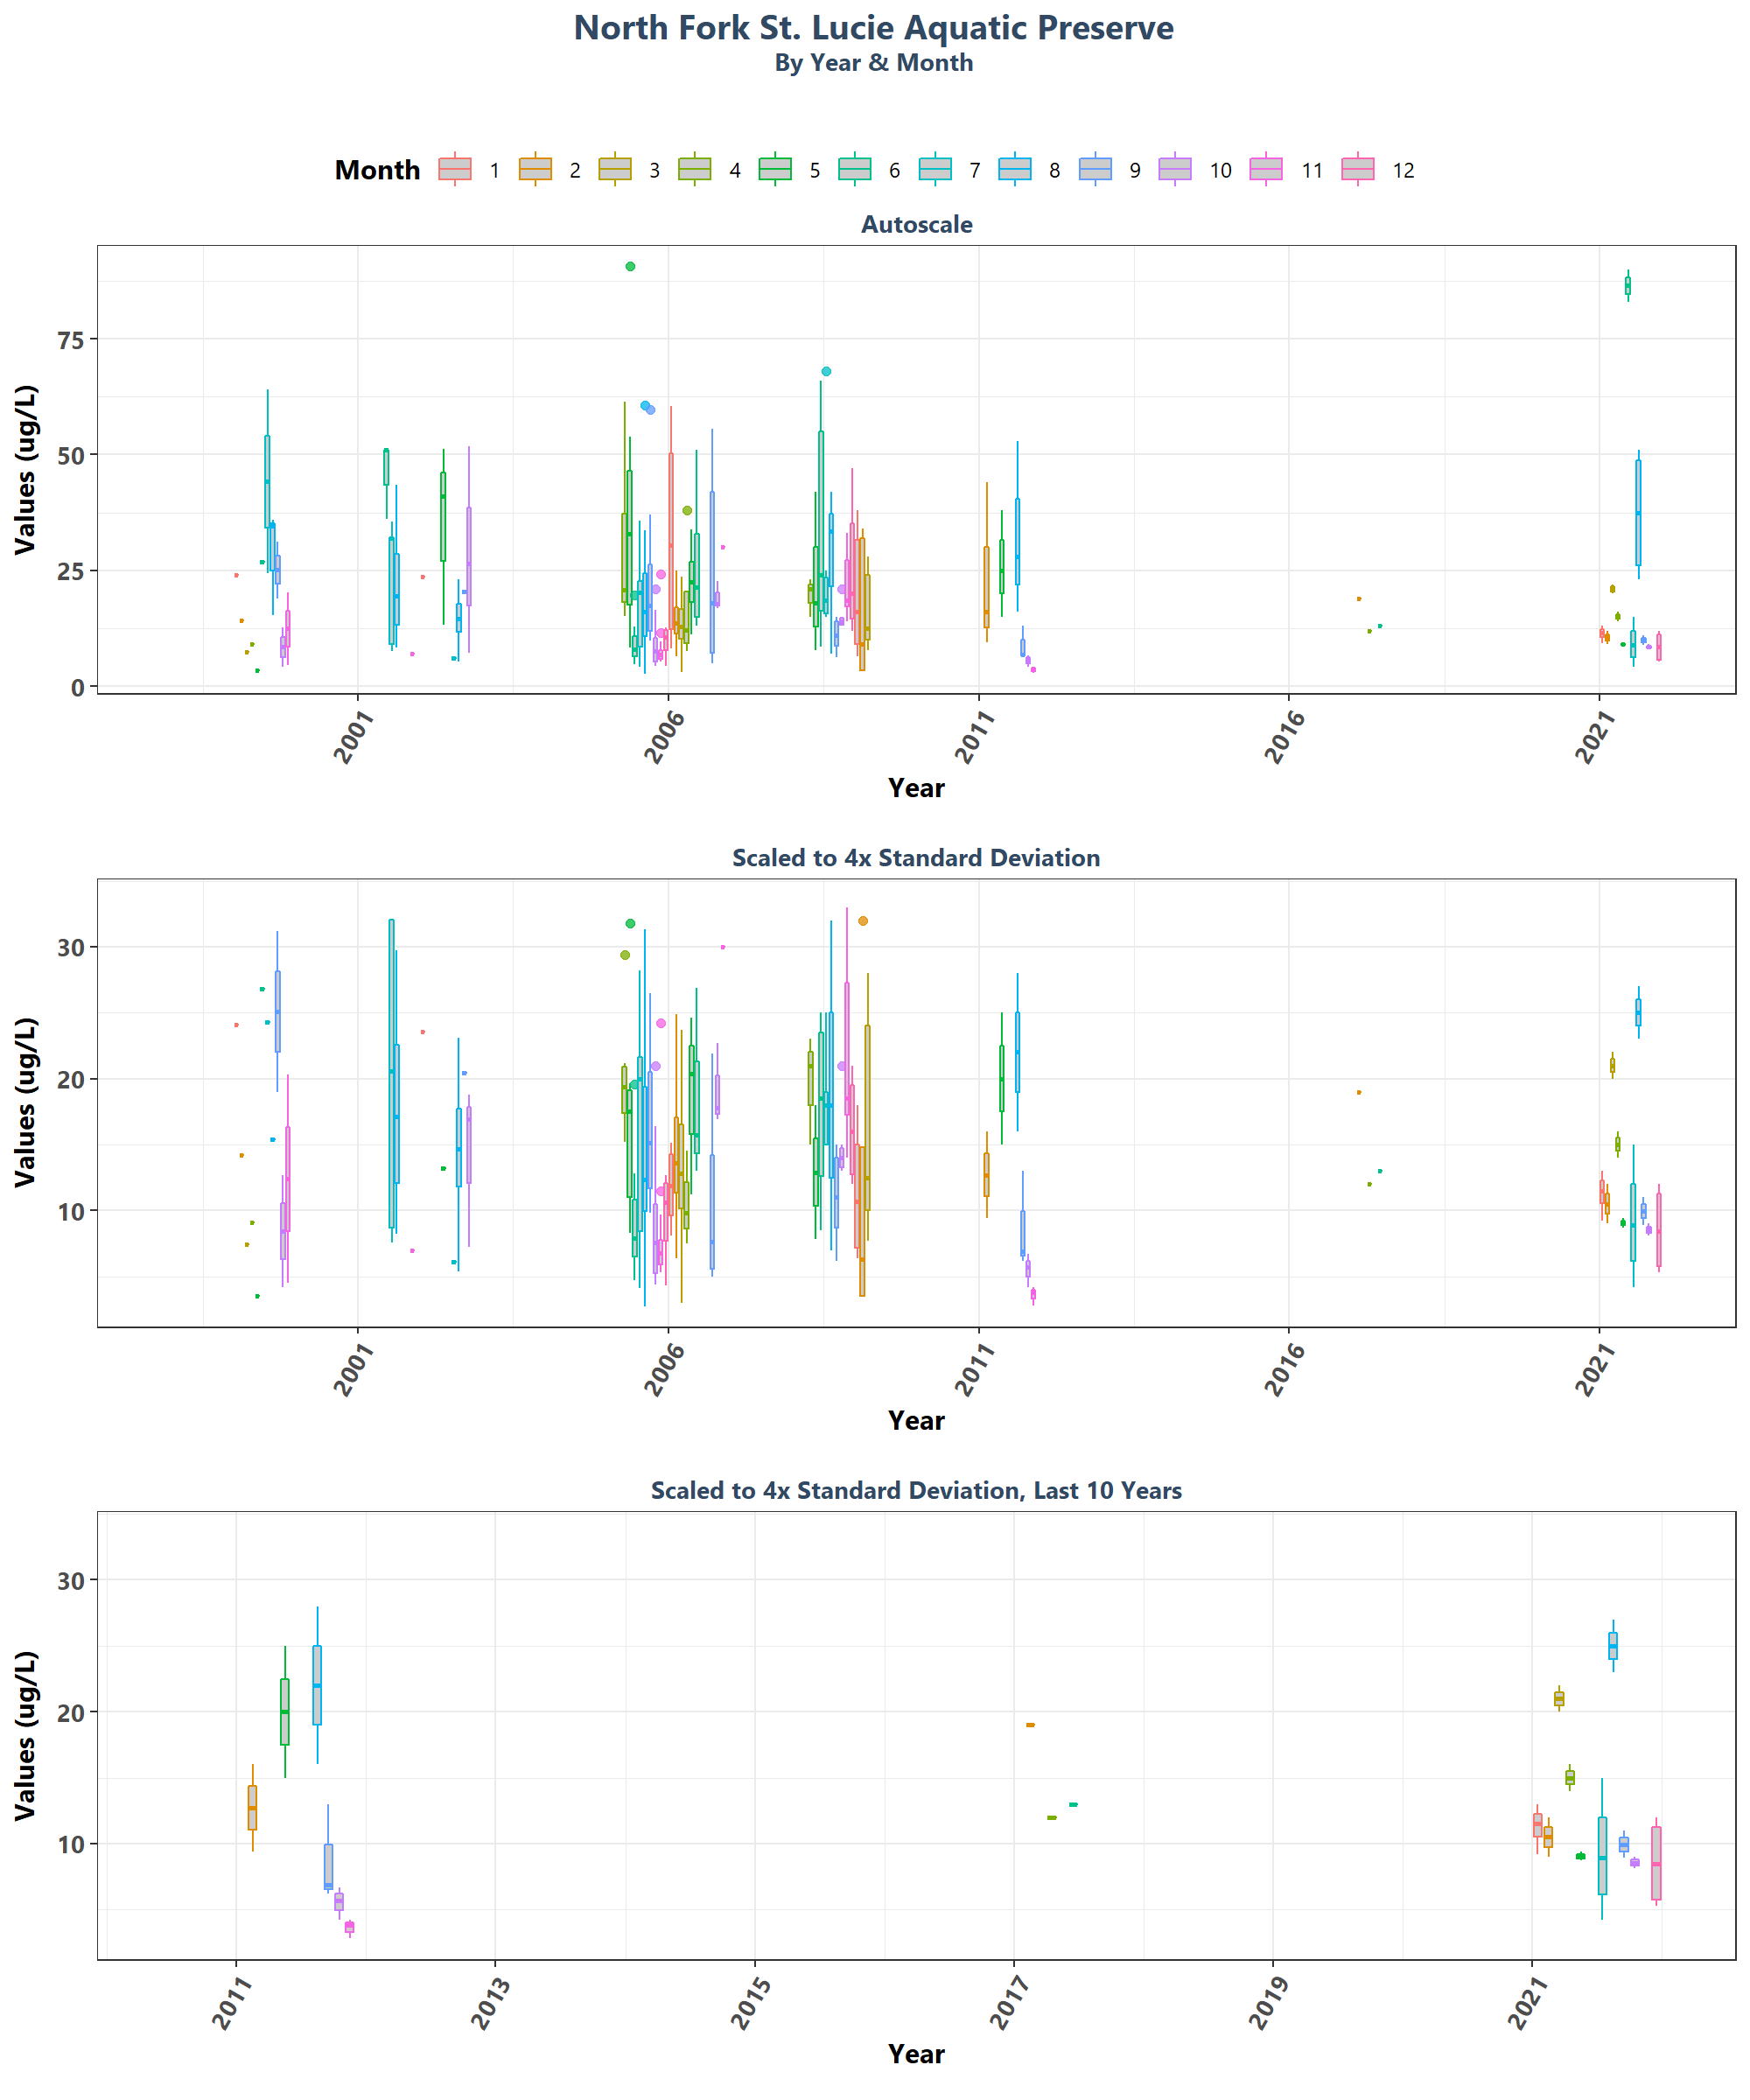 North Fork St. Lucie Aquatic Preserve
By Year & Month
Month 1 2 3 4 5 6 7 8 9 10 11 12
Autoscale
Values (ug/L)
75
50
25
0
2001 2006 2011 2016 2021
Year
Scaled to 4x Standard Deviation
Values (ug/L)
30
20
10
2001 2006 2011 2016 2021
Year
Scaled to 4x Standard Deviation, Last 10 Years
Values (ug/L)
30
20
10
2011 2013 2015 2017 2019 2021
Year